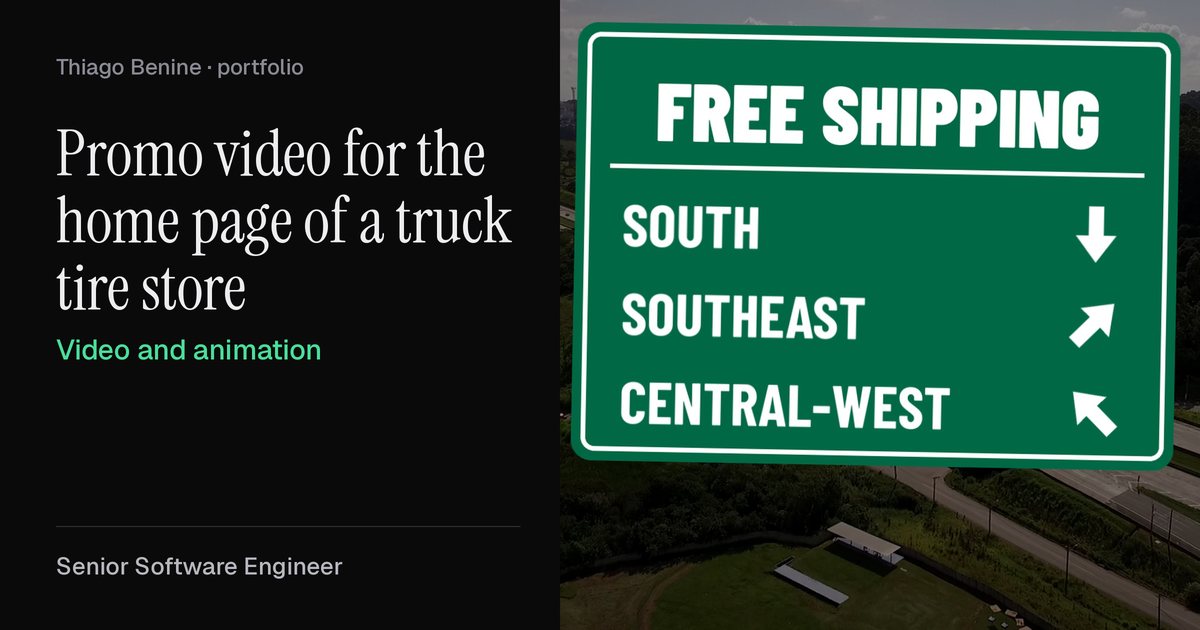 Thiago Benine · portfolio
Promo video for the
home page of a truck
tire store
Video and animation
Senior Software Engineer
FREE SHIPPING
SOUTH
SOUTHEAST
CENTRAL-WEST